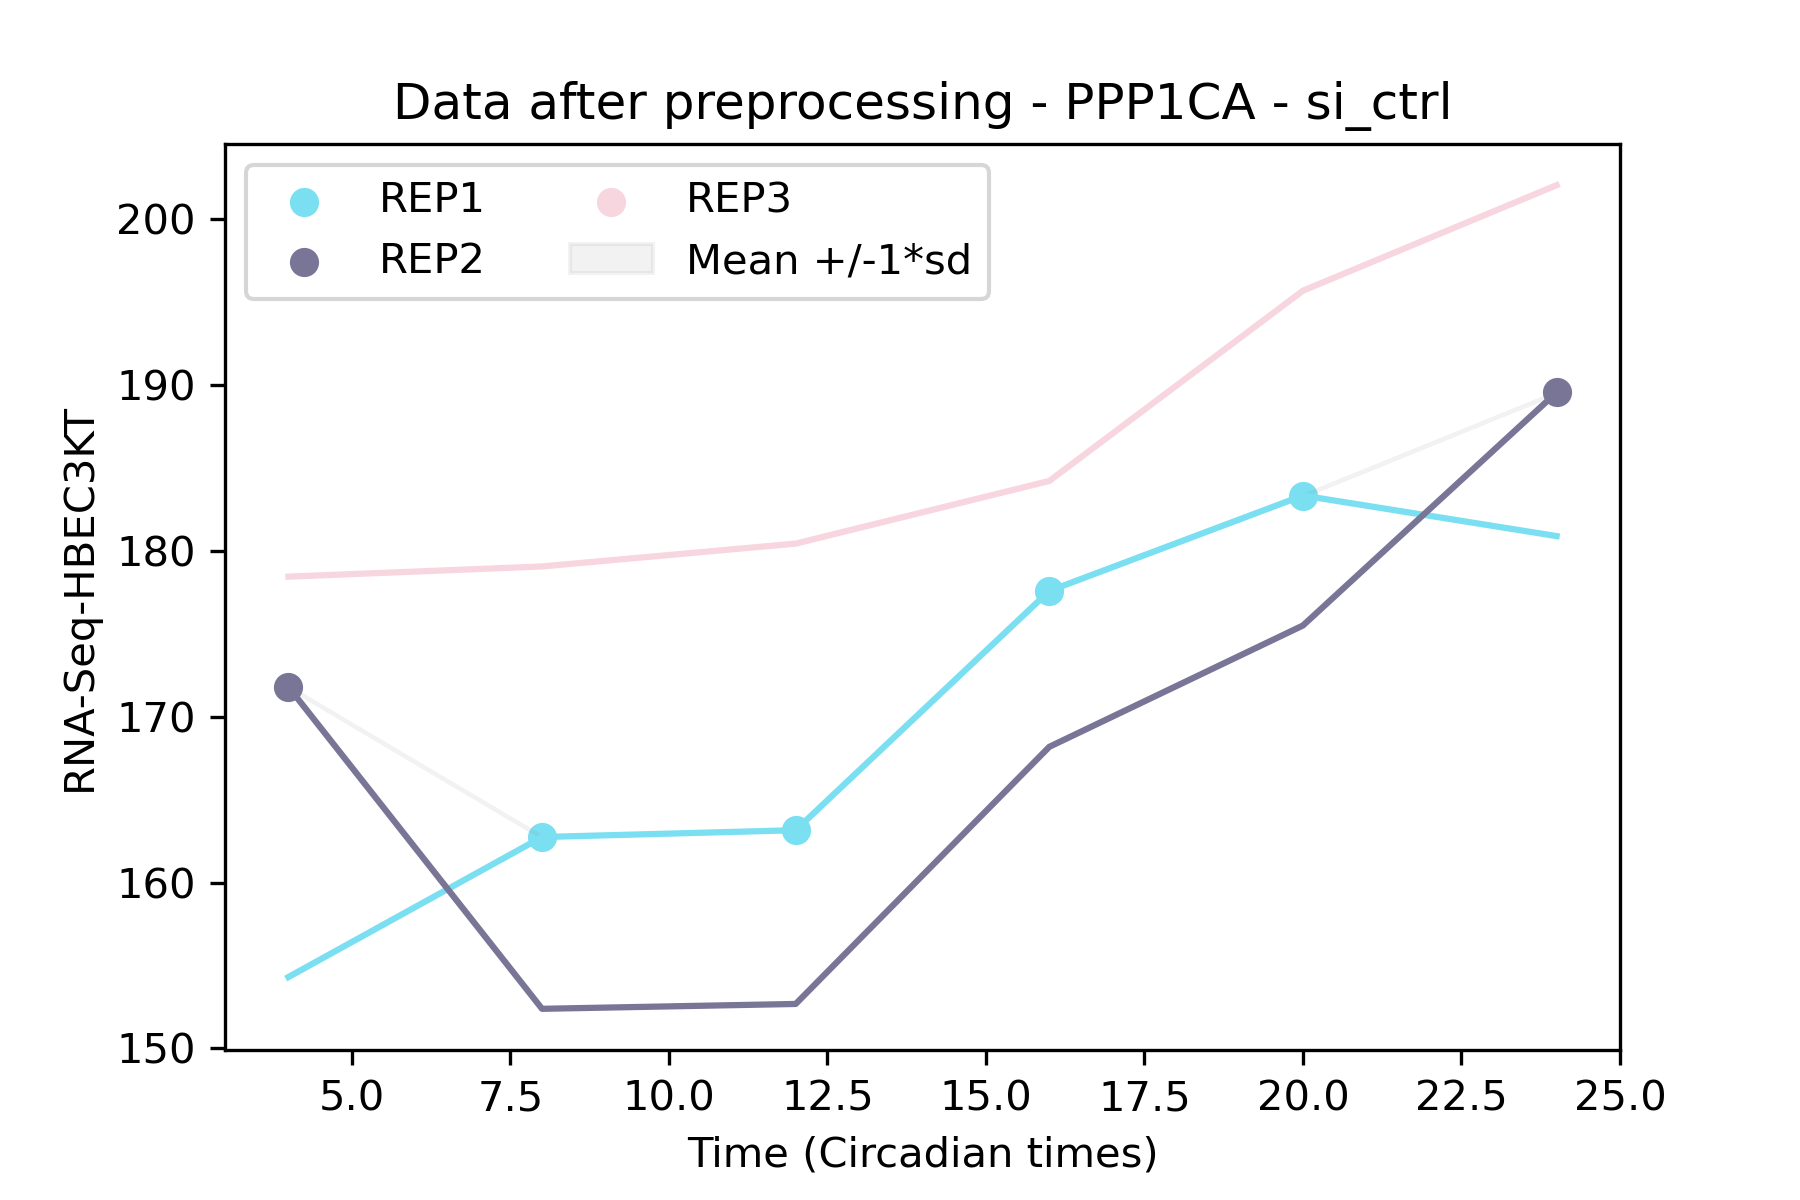 Data after preprocessing - PPP1CA - si_ctrl
REP1
REP2
REP3
Mean +/-1*sd
RNA-Seq-HBEC3KT
200
190
180
170
160
150
5.0 7.5 10.0 12.5 15.0 17.5 20.0 22.5 25.0
Time (Circadian times)